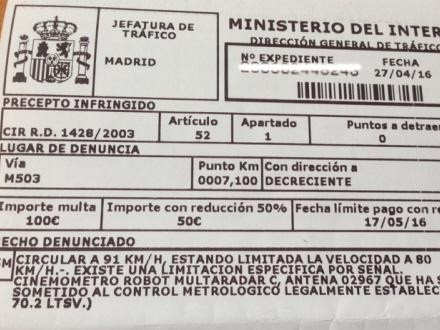 JEFATURA DE
TRÁFICO
MADRID
MINISTERIO DEL INTER
DIRECCIÓN GENERAL DE TRÁFICO
Nº EXPEDIENTE
FECHA
27/04/16
PRECEPTO INFRINGIDO
CIR R.D. 1428/2003
Artículo
52
Apartado
1
Puntos a detrae
0
LUGAR DE DENUNCIA
Vía
M503
Punto Km
0007,100
Con dirección a
DECRECIENTE
Importe multa
100€
Importe con reducción 50%
50€
Fecha límite pago con re
17/05/16
HECHO DENUNCIADO
CIRCULAR A 91 KM/H, ESTANDO LIMITADA LA VELOCIDAD A 80
KM/H.-. EXISTE UNA LIMITACION ESPECIFICA POR SEÑAL.
CINEMOMETRO ROBOT MULTARADAR C, ANTENA 02967 QUE HA S
SOMETIDO AL CONTROL METROLOGICO LEGALMENTE ESTABLEC
70.2 LTSV.)